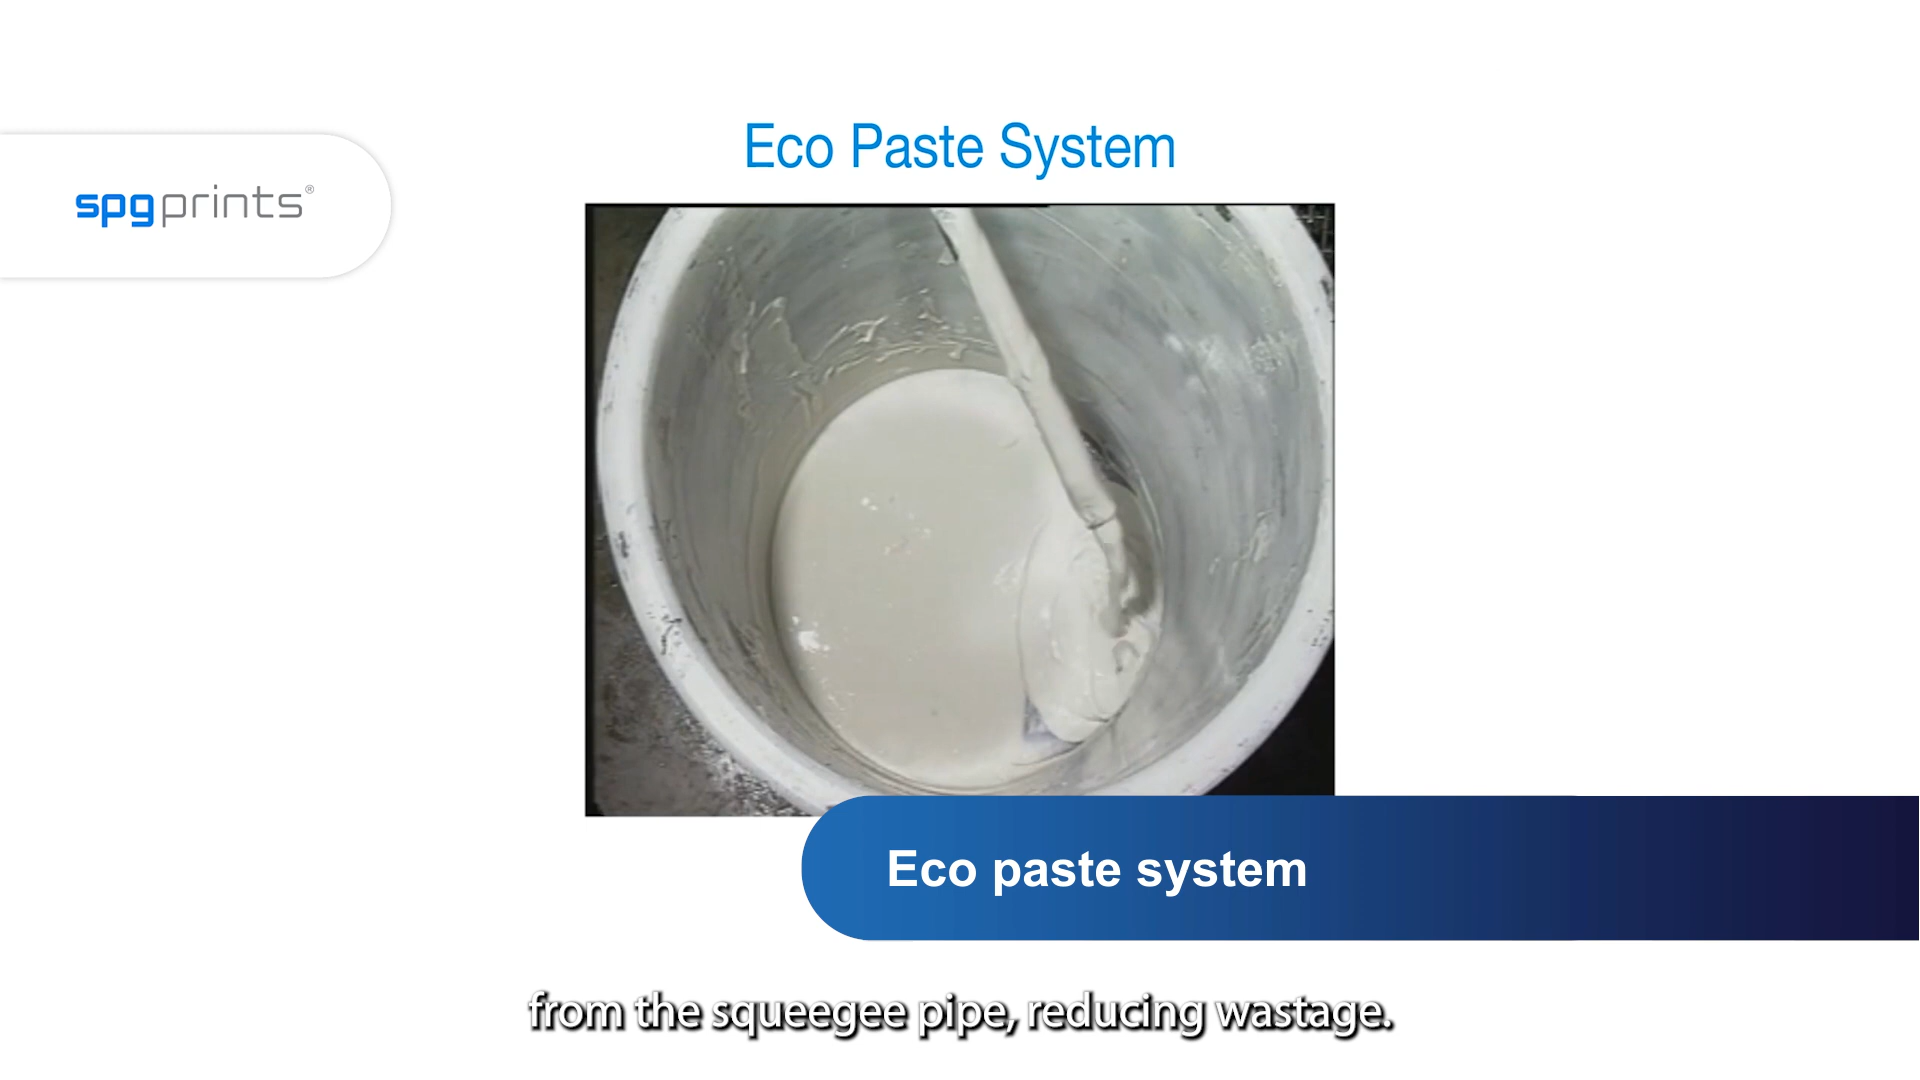 Eco Paste System
spgprints®
Eco paste system
from the squeegee pipe, reducing wastage.